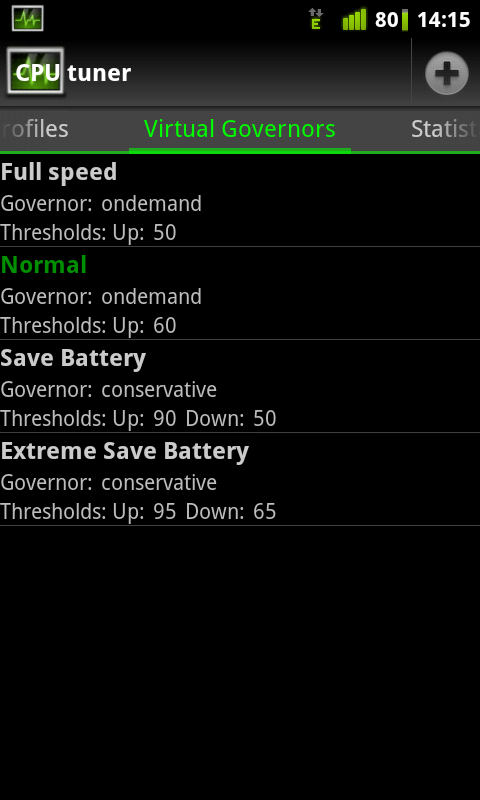 E 80 14:15
CPU tuner
rofiles Virtual Governors Statist
Full speed
Governor: ondemand
Thresholds: Up: 50
Normal
Governor: ondemand
Thresholds: Up: 60
Save Battery
Governor: conservative
Thresholds: Up: 90 Down: 50
Extreme Save Battery
Governor: conservative
Thresholds: Up: 95 Down: 65